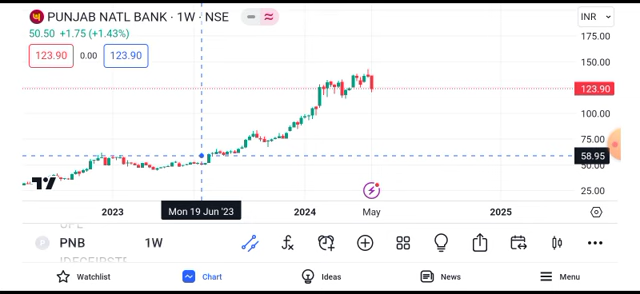 PUNJAB NATL BANK · 1W · NSE
INR
50.50 +1.75 (+1.43%)
123.90 0.00 123.90
175.00
150.00
123.90
100.00
75.00
58.95
50
25.00
2023 Mon 19 Jun '23 2024 May 2025
PNB 1W
Watchlist Chart Ideas News Menu